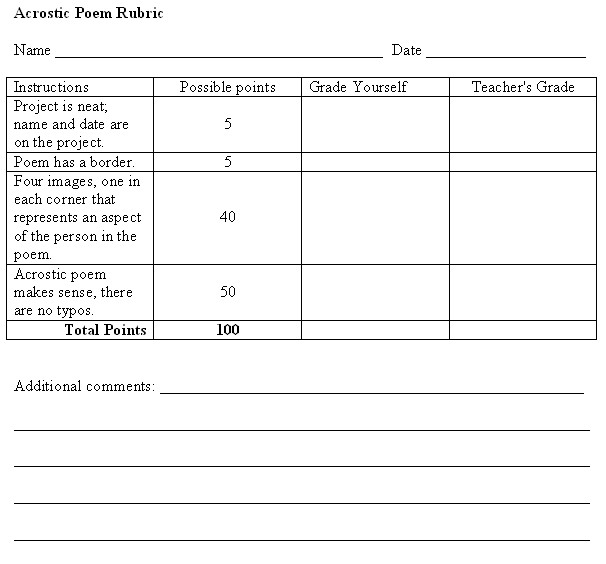 Acrostic Poem Rubric
Name ________________________________________ Date ____________________
Instructions Possible points Grade Yourself Teacher's Grade
Project is neat;
name and date are
on the project.
5
Poem has a border. 5
Four images, one in
each corner that
represents an aspect
of the person in the
poem.
40
Acrostic poem
makes sense, there
are no typos.
50
Total Points 100
Additional comments: ____________________________________________________